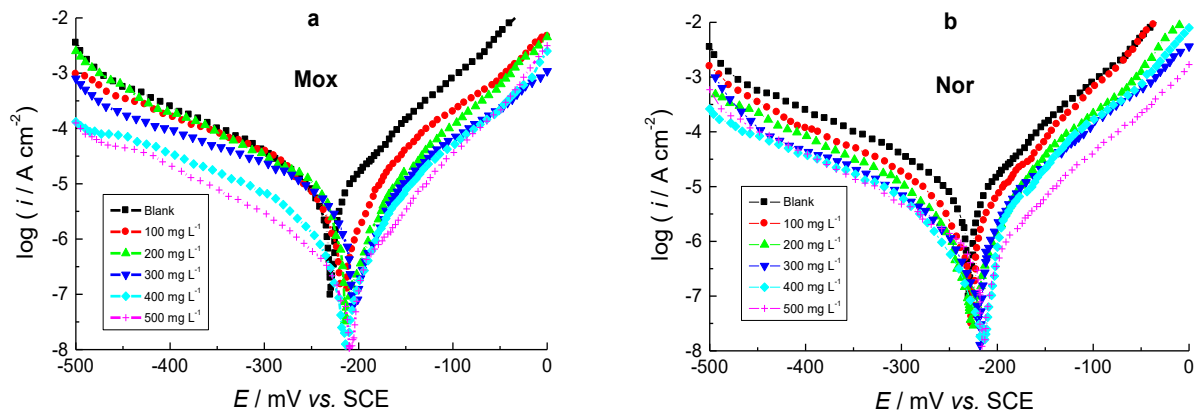 a
Mox
log ( i / A cm⁻²)
-2
-3
-4
-5
-6
-7
-8
Blank
100 mg L⁻¹
200 mg L⁻¹
300 mg L⁻¹
400 mg L⁻¹
500 mg L⁻¹
-500 -400 -300 -200 -100 0
E / mV vs. SCE
b
Nor
log ( i / A cm⁻²)
-2
-3
-4
-5
-6
-7
-8
Blank
100 mg L⁻¹
200 mg L⁻¹
300 mg L⁻¹
400 mg L⁻¹
500 mg L⁻¹
-500 -400 -300 -200 -100 0
E / mV vs. SCE